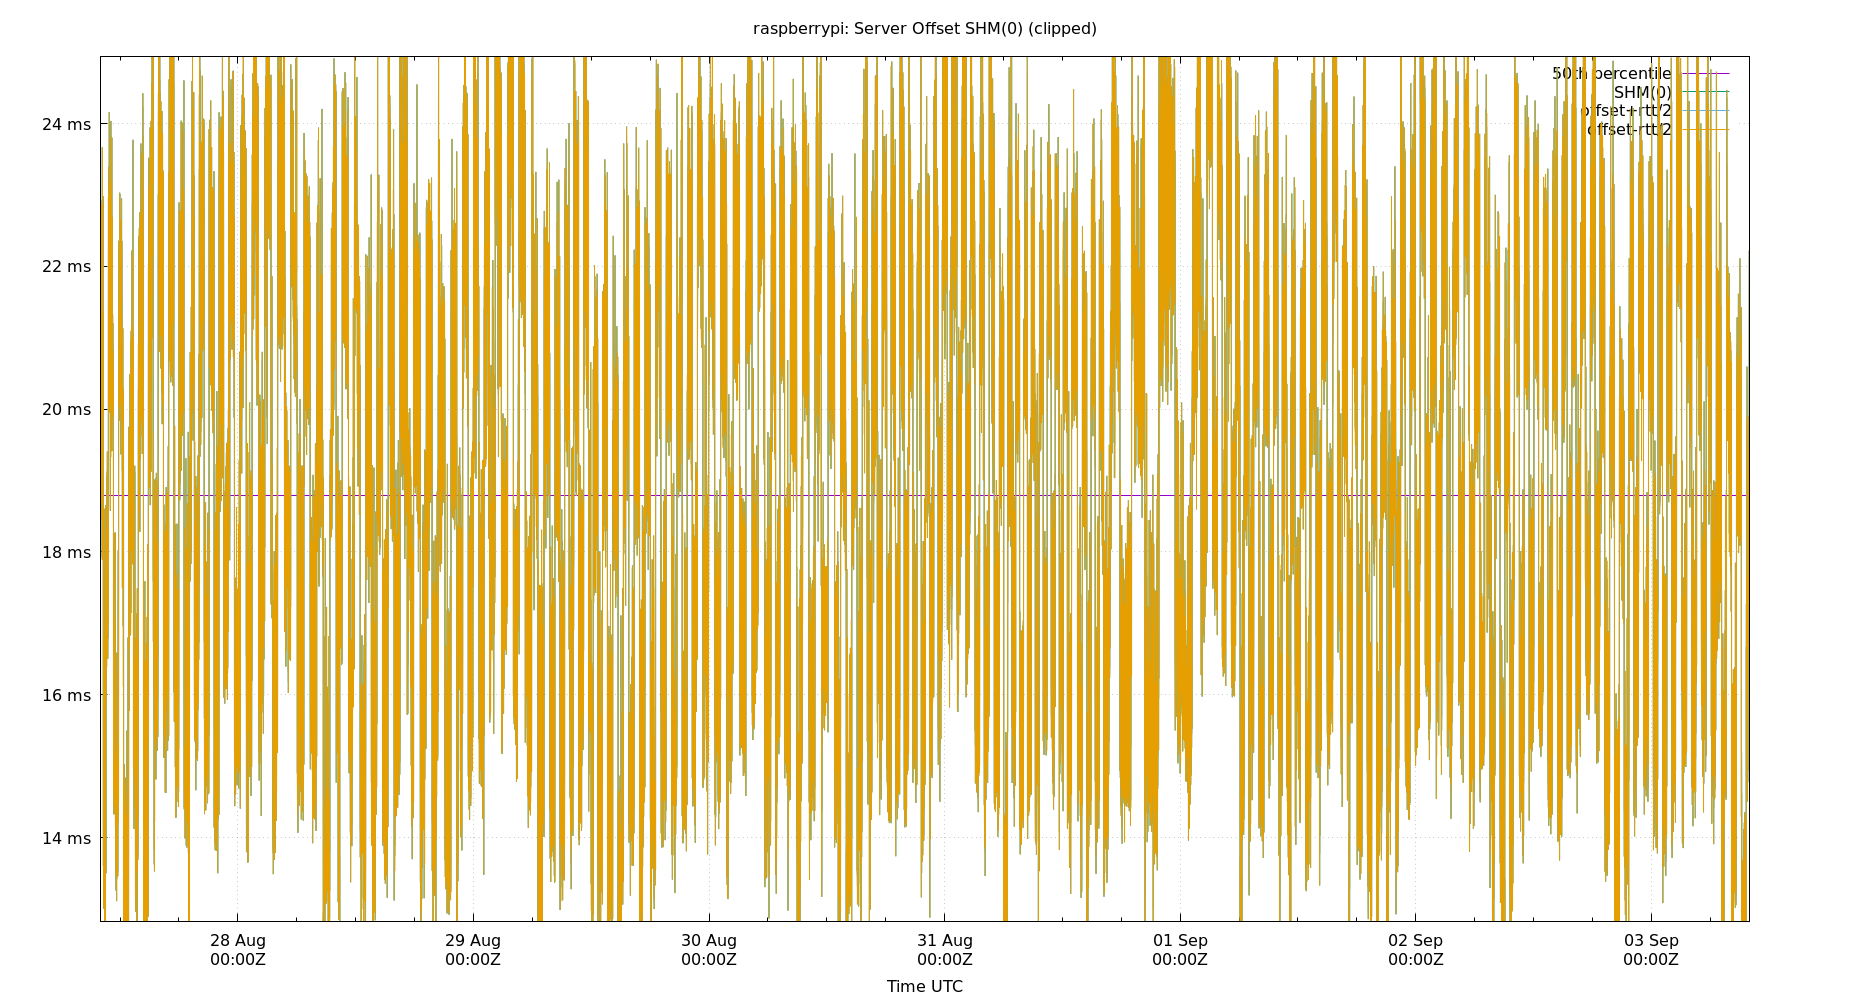 raspberrypi: Server Offset SHM(0) (clipped)
50th percentile
SHM(0)
offset+rtt/2
offset-rtt/2
24 ms
22 ms
20 ms
18 ms
16 ms
14 ms
28 Aug
00:00Z
29 Aug
00:00Z
30 Aug
00:00Z
31 Aug
00:00Z
01 Sep
00:00Z
02 Sep
00:00Z
03 Sep
00:00Z
Time UTC